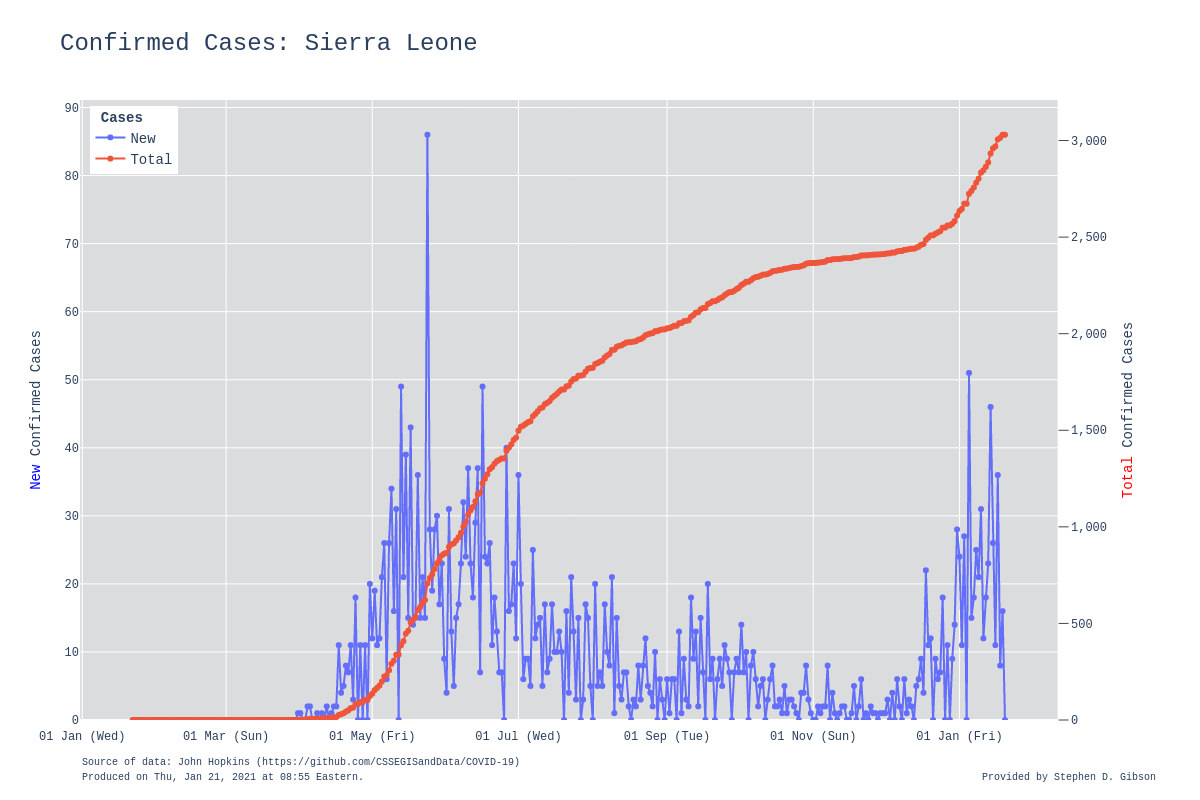 Confirmed Cases: Sierra Leone
Cases
New
Total
90
80
70
60
50
40
30
20
10
0
3,000
2,500
2,000
1,500
1,000
500
0
New Confirmed Cases
Total Confirmed Cases
01 Jan (Wed) 01 Mar (Sun) 01 May (Fri) 01 Jul (Wed) 01 Sep (Tue) 01 Nov (Sun) 01 Jan (Fri)
Source of data: John Hopkins (https://github.com/CSSEGISandData/COVID-19)
Produced on Thu, Jan 21, 2021 at 08:55 Eastern.
Provided by Stephen D. Gibson